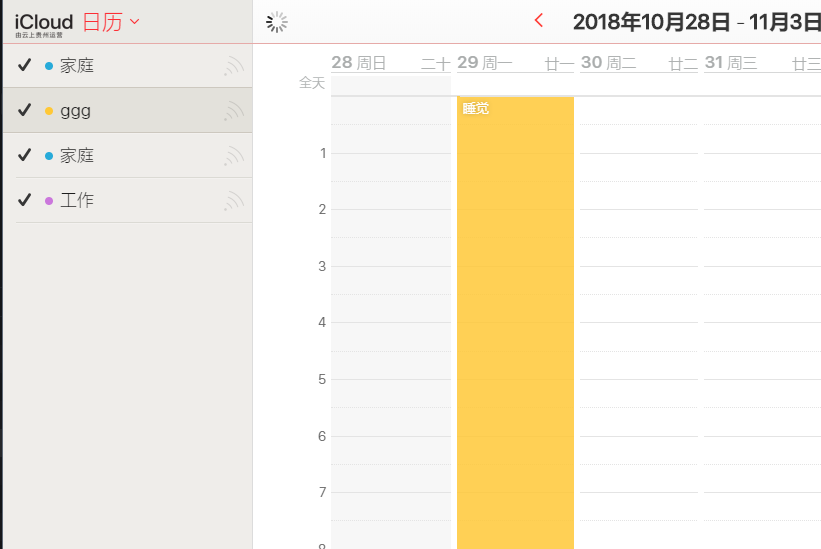 iCloud 日历
由云上贵州运营
2018年10月28日 - 11月3日
家庭
ggg
家庭
工作
28 周日 二十 29 周一 廿一 30 周二 廿二 31 周三 廿三
全天
睡觉
1
2
3
4
5
6
7
8